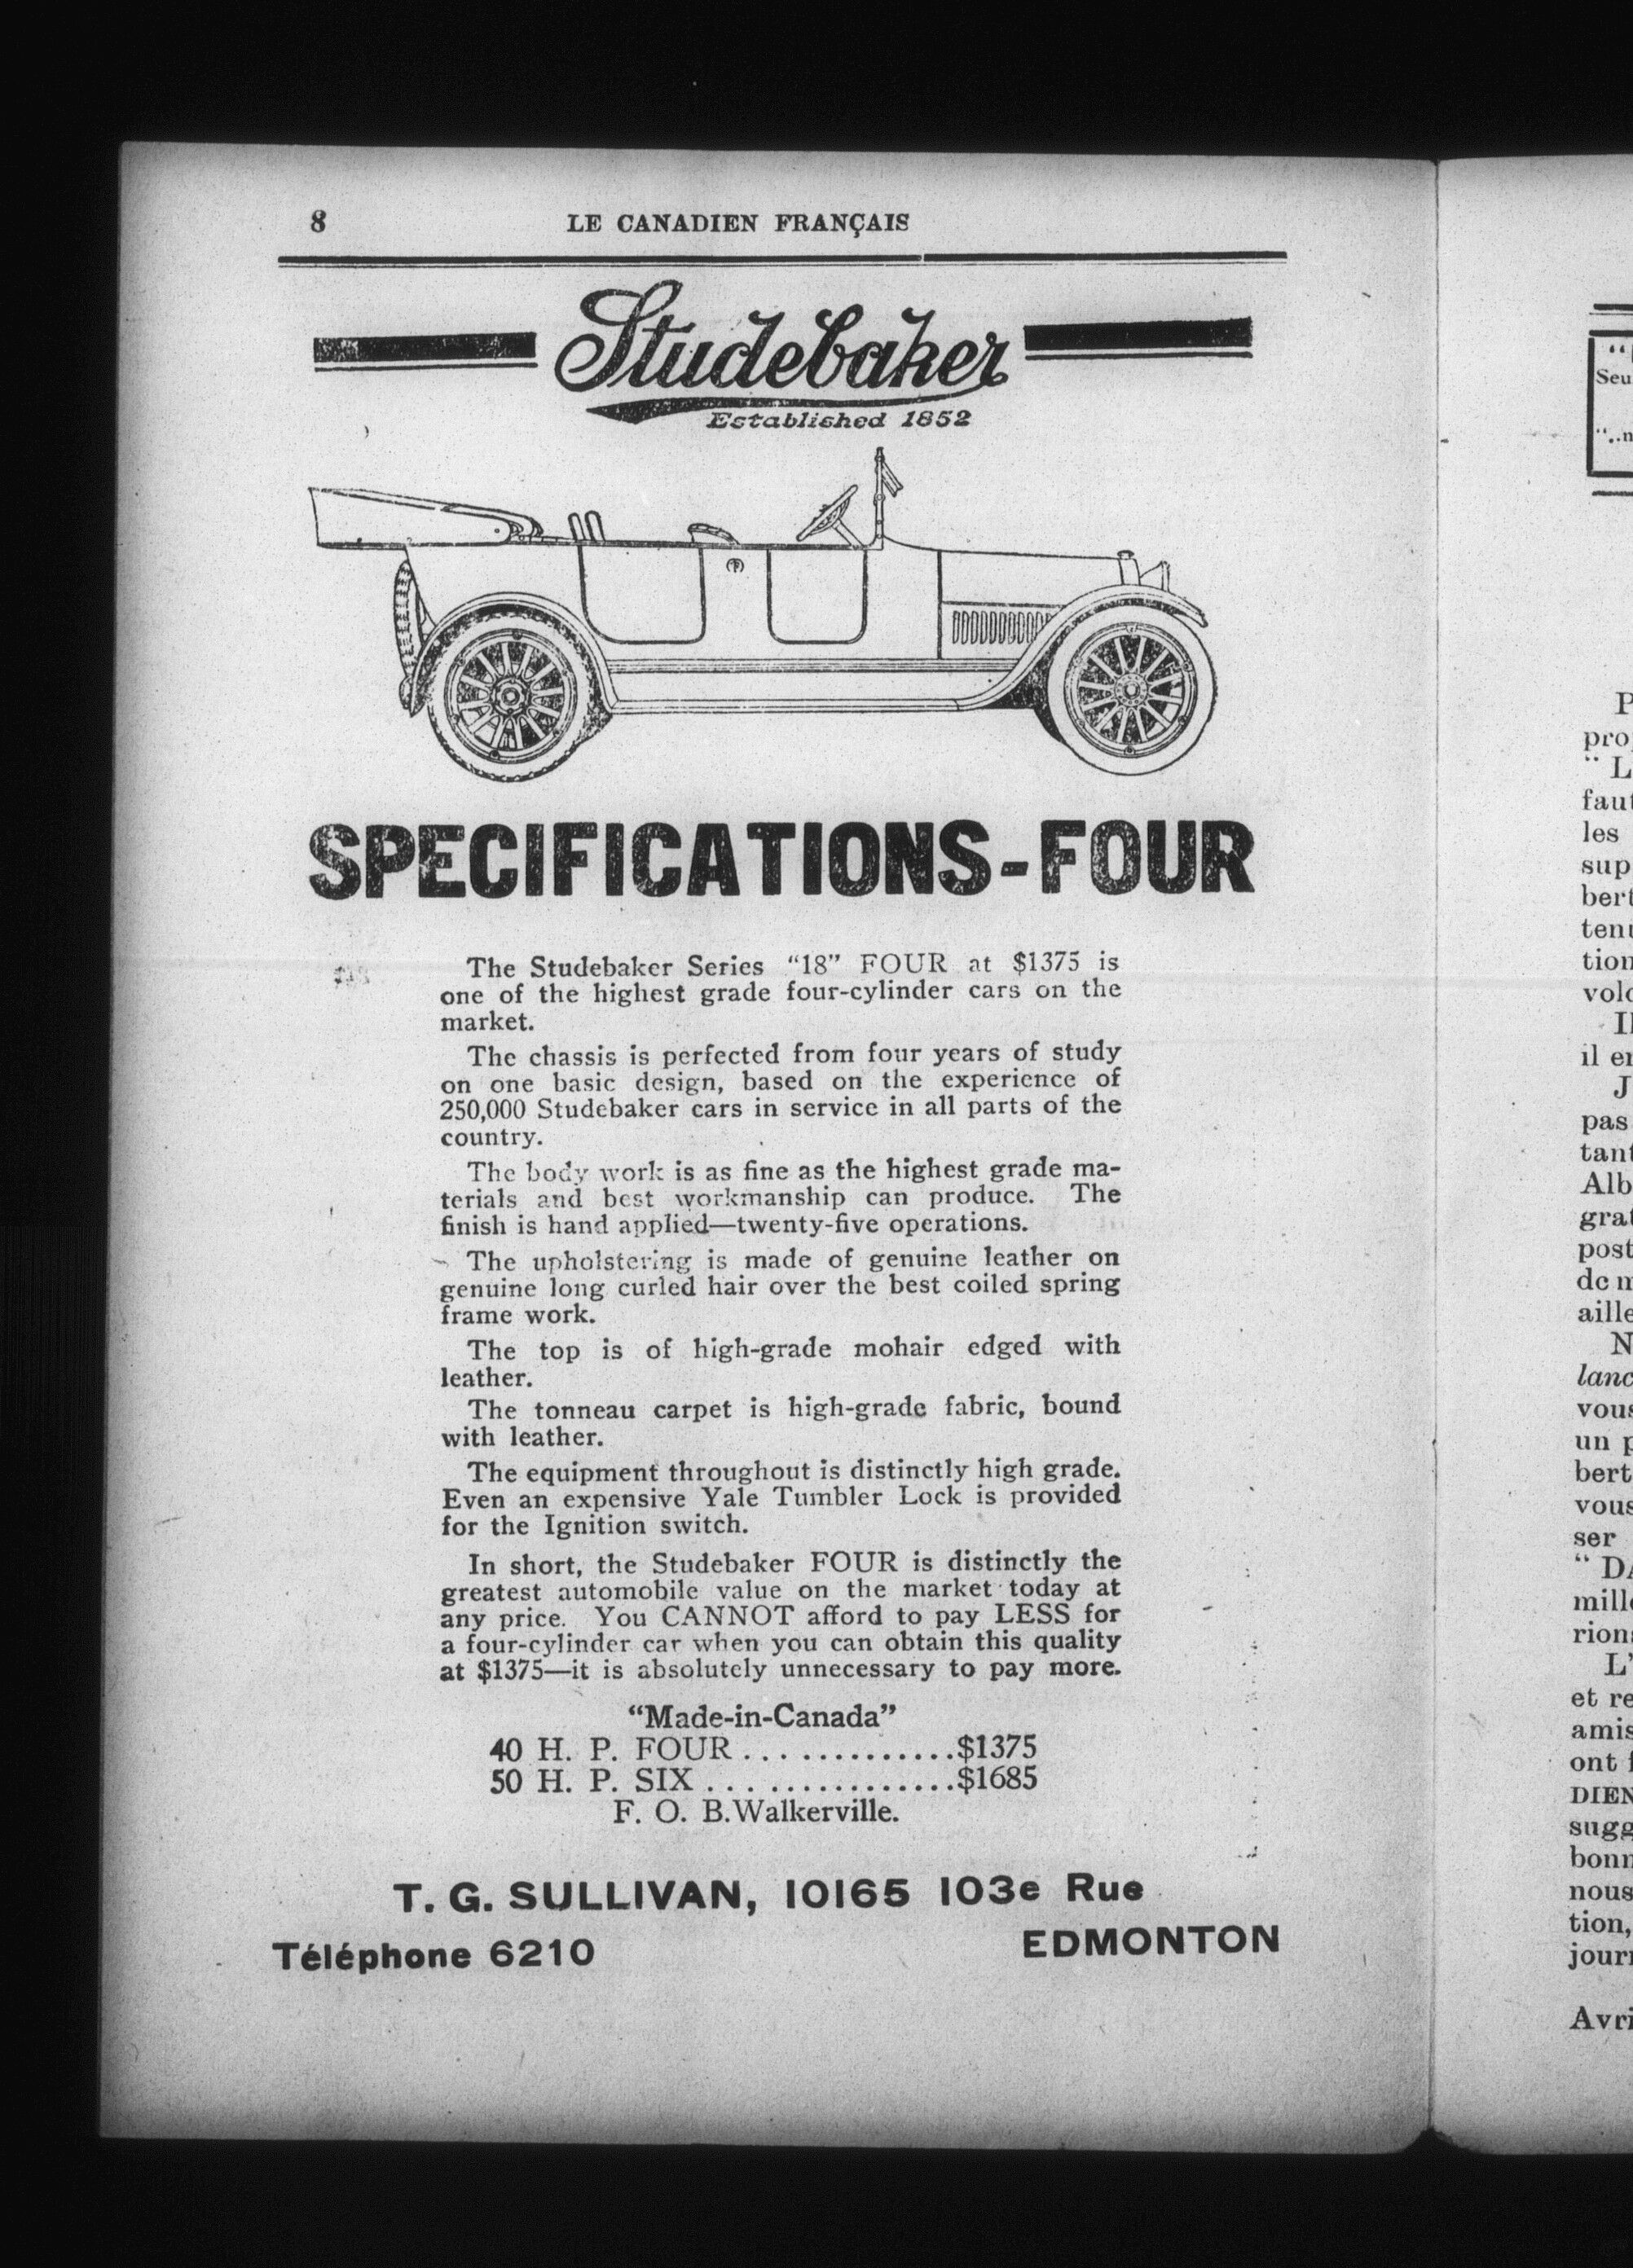 8
LE CANADIEN FRANÇAIS
Studebaker
Established 1852
SPECIFICATIONS-FOUR
The Studebaker Series "18" FOUR at $1375 is
one of the highest grade four-cylinder cars on the
market.
The chassis is perfected from four years of study
on one basic design, based on the experience of
250,000 Studebaker cars in service in all parts of the
country.
The body work is as fine as the highest grade ma-
terials and best workmanship can produce. The
finish is hand applied—twenty-five operations.
The upholstering is made of genuine leather on
genuine long curled hair over the best coiled spring
frame work.
The top is of high-grade mohair edged with
leather.
The tonneau carpet is high-grade fabric, bound
with leather.
The equipment throughout is distinctly high grade.
Even an expensive Yale Tumbler Lock is provided
for the Ignition switch.
In short, the Studebaker FOUR is distinctly the
greatest automobile value on the market today at
any price. You CANNOT afford to pay LESS for
a four-cylinder car when you can obtain this quality
at $1375—it is absolutely unnecessary to pay more.
"Made-in-Canada"
40 H. P. FOUR..............$1375
50 H. P. SIX................$1685
F. O. B.Walkerville.
T. G. SULLIVAN, 10165 103e Rue
Téléphone 6210
EDMONTON
les
il
pas
vous
un
vous
ser
et
ont
nous